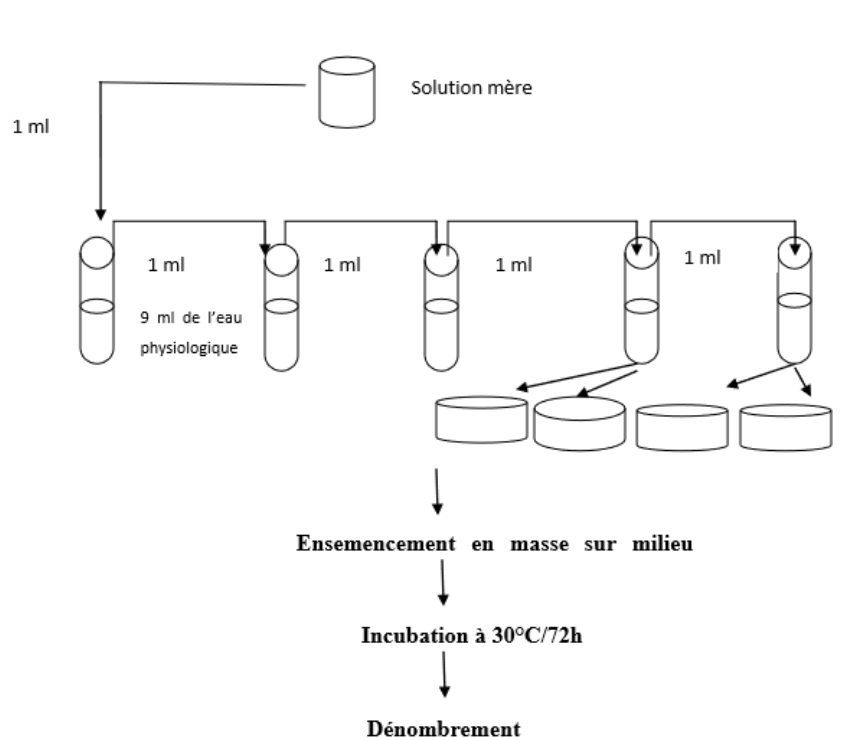 Solution mère
1 ml
1 ml
1 ml
1 ml
1 ml
9 ml de l’eau
physiologique
Ensemencement en masse sur milieu
Incubation à 30°C/72h
Dénombrement